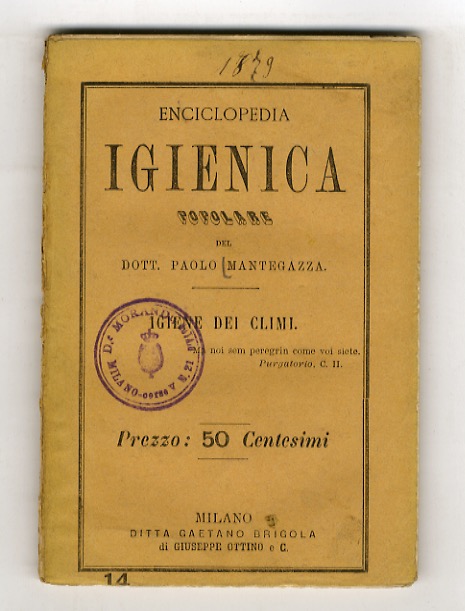 1879
ENCICLOPEDIA
IGIENICA
POPOLARE
DEL
DOTT. PAOLO MANTEGAZZA.
IGIENE DEI CLIMI.
Ma noi sem peregrin come voi siete.
Purgatorio, C. II.
Prezzo: 50 Centesimi
MILANO
DITTA GAETANO BRIGOLA
di GIUSEPPE OTTINO e C.
14